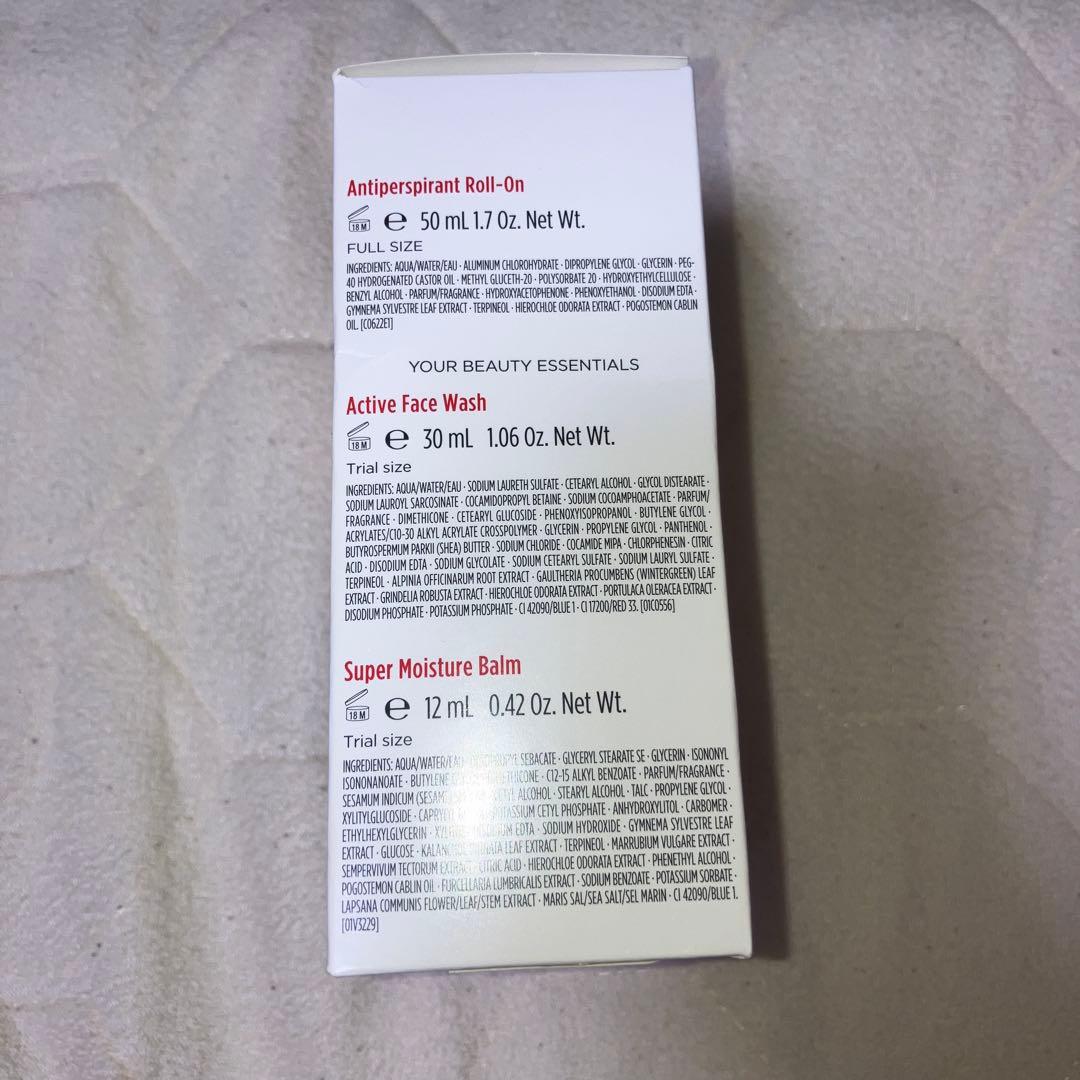 Antiperspirant Roll-On
18 M e 50 mL 1.7 Oz. Net Wt.
FULL SIZE
INGREDIENTS: AQUA/WATER/EAU · ALUMINUM CHLOROHYDRATE · DIPROPYLENE GLYCOL · GLYCERIN · PEG-
40 HYDROGENATED CASTOR OIL · METHYL GLUCETH-20 · POLYSORBATE 20 · HYDROXYETHYLCELLULOSE ·
BENZYL ALCOHOL · PARFUM/FRAGRANCE · HYDROXYACETOPHENONE · PHENOXYETHANOL · DISODIUM EDTA ·
GYMNEMA SYLVESTRE LEAF EXTRACT · TERPINEOL · HIEROCHLOE ODORATA EXTRACT · POGOSTEMON CABLIN
OIL. [C0622E1]
YOUR BEAUTY ESSENTIALS
Active Face Wash
18 M e 30 mL 1.06 Oz. Net Wt.
Trial size
INGREDIENTS: AQUA/WATER/EAU · SODIUM LAURETH SULFATE · CETEARYL ALCOHOL · GLYCOL DISTEARATE ·
SODIUM LAUROYL SARCOSINATE · COCAMIDOPROPYL BETAINE · SODIUM COCOAMPHOACETATE · PARFUM/
FRAGRANCE · DIMETHICONE · CETEARYL GLUCOSIDE · PHENOXYISOPROPANOL · BUTYLENE GLYCOL ·
ACRYLATES/C10-30 ALKYL ACRYLATE CROSSPOLYMER · GLYCERIN · PROPYLENE GLYCOL · PANTHENOL ·
BUTYROSPERMUM PARKII (SHEA) BUTTER · SODIUM CHLORIDE · COCAMIDE MIPA · CHLORPHENESIN · CITRIC
ACID · DISODIUM EDTA · SODIUM GLYCOLATE · SODIUM CETEARYL SULFATE · SODIUM LAURYL SULFATE ·
TERPINEOL · ALPINIA OFFICINARUM ROOT EXTRACT · GAULTHERIA PROCUMBENS (WINTERGREEN) LEAF
EXTRACT · GRINDELIA ROBUSTA EXTRACT · HIEROCHLOE ODORATA EXTRACT · PORTULACA OLERACEA EXTRACT ·
DISODIUM PHOSPHATE · POTASSIUM PHOSPHATE · CI 42090/BLUE 1 · CI 17200/RED 33. [01C0556]
Super Moisture Balm
18 M e 12 mL 0.42 Oz. Net Wt.
Trial size
INGREDIENTS: AQUA/WATER/EAU · SEBACATE · GLYCERYL STEARATE SE · GLYCERIN · ISONONYL
ISONONANOATE · BUTYLENE · C12-15 ALKYL BENZOATE · PARFUM/FRAGRANCE ·
SESAMUM INDICUM · ALCOHOL · STEARYL ALCOHOL · TALC · PROPYLENE GLYCOL ·
XYLITYLGLUCOSIDE · POTASSIUM CETYL PHOSPHATE · ANHYDROXYLITOL · CARBOMER ·
ETHYLHEXYLGLYCERIN · EDTA · SODIUM HYDROXIDE · GYMNEMA SYLVESTRE LEAF
EXTRACT · GLUCOSE · LEAF EXTRACT · TERPINEOL · MARRUBIUM VULGARE EXTRACT ·
SEMPERVIVUM TECTORUM EXTRACT · CITRIC ACID · HIEROCHLOE ODORATA EXTRACT · PHENETHYL ALCOHOL ·
POGOSTEMON CABLIN OIL · FURCELLARIA LUMBRICALIS EXTRACT · SODIUM BENZOATE · POTASSIUM SORBATE ·
LAPSANA COMMUNIS FLOWER/LEAF/STEM EXTRACT · MARIS SAL/SEA SALT/SEL MARIN · CI 42090/BLUE 1.
[01V3229]